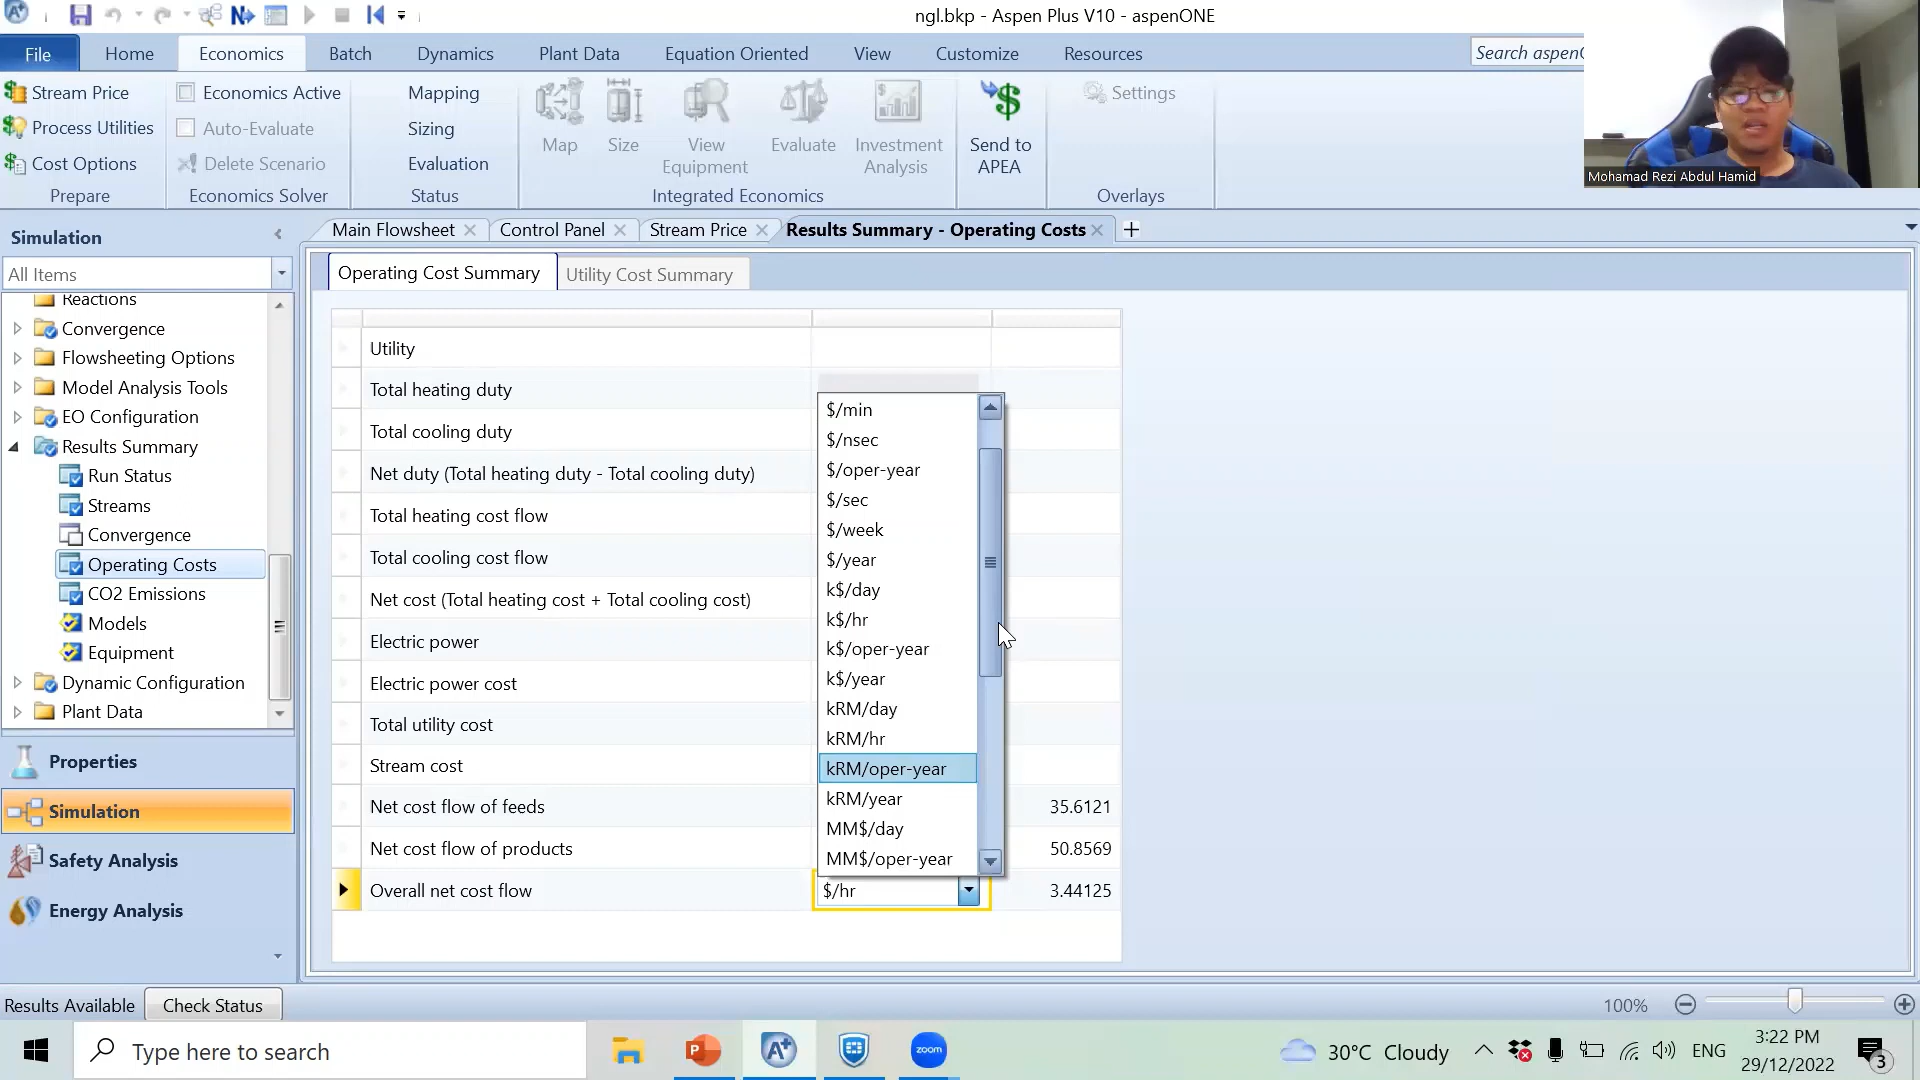 ngl.bkp - Aspen Plus V10 - aspenONE
File
Home
Economics
Batch
Dynamics
Plant Data
Equation Oriented
View
Customize
Resources
Search aspenO
Stream Price
Process Utilities
Cost Options
Prepare
Economics Active
Auto-Evaluate
Delete Scenario
Economics Solver
Mapping
Sizing
Evaluation
Status
Map
Size
View
Equipment
Evaluate
Investment
Analysis
Integrated Economics
Send to
APEA
Settings
Overlays
Mohamad Rezi Abdul Hamid
Simulation
All Items
Reactions
Convergence
Flowsheeting Options
Model Analysis Tools
EO Configuration
Results Summary
Run Status
Streams
Convergence
Operating Costs
CO2 Emissions
Models
Equipment
Dynamic Configuration
Plant Data
Properties
Simulation
Safety Analysis
Energy Analysis
Main Flowsheet
Control Panel
Stream Price
Results Summary - Operating Costs
Operating Cost Summary
Utility Cost Summary
Utility
Total heating duty
Total cooling duty
Net duty (Total heating duty - Total cooling duty)
Total heating cost flow
Total cooling cost flow
Net cost (Total heating cost + Total cooling cost)
Electric power
Electric power cost
Total utility cost
Stream cost
Net cost flow of feeds 35.6121
Net cost flow of products 50.8569
Overall net cost flow $/hr 3.44125
$/min
$/nsec
$/oper-year
$/sec
$/week
$/year
k$/day
k$/hr
k$/oper-year
k$/year
kRM/day
kRM/hr
kRM/oper-year
kRM/year
MM$/day
MM$/oper-year
Results Available
Check Status
100%
Type here to search
zoom
30°C Cloudy
ENG
3:22 PM
29/12/2022
3